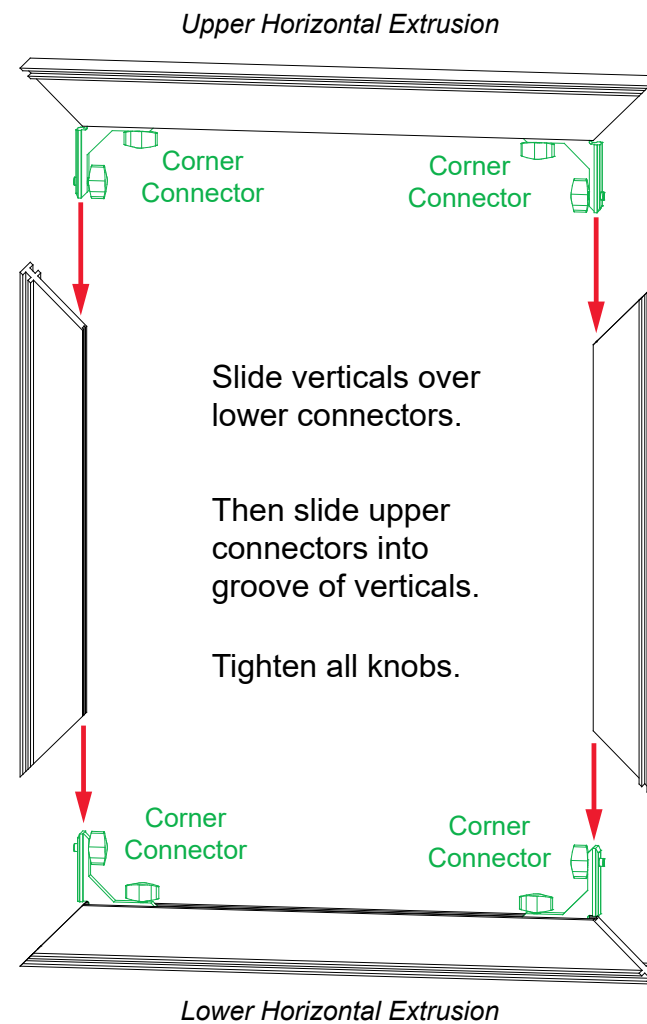 Upper Horizontal Extrusion
Corner
Connector
Corner
Connector
Slide verticals over
lower connectors.
Then slide upper
connectors into
groove of verticals.
Tighten all knobs.
Corner
Connector
Corner
Connector
Lower Horizontal Extrusion